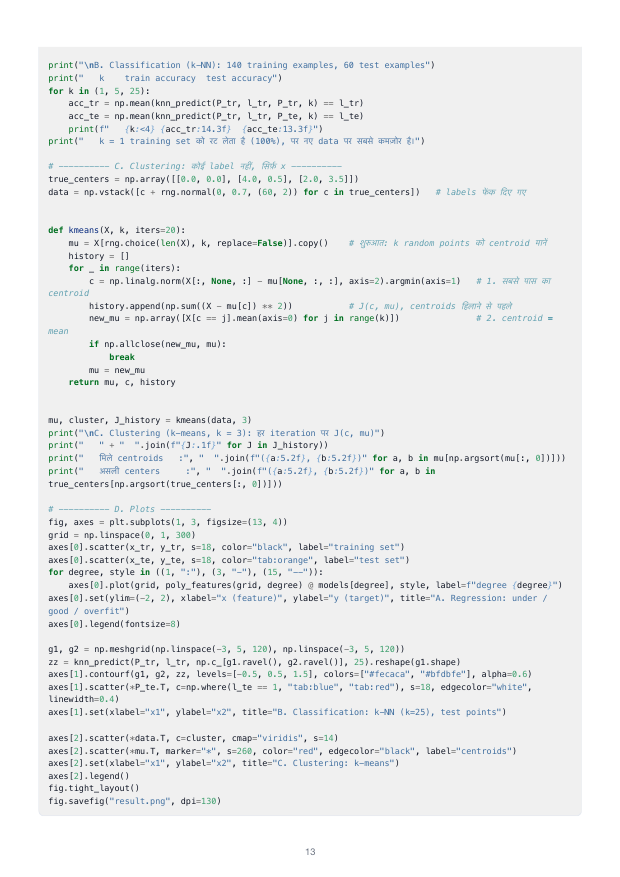 print("\nB. Classification (k-NN): 140 training examples, 60 test examples")
print("   k    train accuracy  test accuracy")
for k in (1, 5, 25):
    acc_tr = np.mean(knn_predict(P_tr, l_tr, P_tr, k) == l_tr)
    acc_te = np.mean(knn_predict(P_tr, l_tr, P_te, k) == l_te)
    print(f"   {k:<4} {acc_tr:14.3f}  {acc_te:13.3f}")
print("   k = 1 training set को रट लेता है (100%), पर नए data पर सबसे कमजोर है।")
# ---------- C. Clustering: कोई label नहीं, सिर्फ x ----------
true_centers = np.array([[0.0, 0.0], [4.0, 0.5], [2.0, 3.5]])
data = np.vstack([c + rng.normal(0, 0.7, (60, 2)) for c in true_centers])   # labels फेंक दिए गए
def kmeans(X, k, iters=20):
    mu = X[rng.choice(len(X), k, replace=False)].copy()    # शुरुआत: k random points को centroid मानें
    history = []
    for _ in range(iters):
        c = np.linalg.norm(X[:, None, :] - mu[None, :, :], axis=2).argmin(axis=1)   # 1. सबसे पास का
centroid
        history.append(np.sum((X - mu[c]) ** 2))           # J(c, mu), centroids हिलाने से पहले
        new_mu = np.array([X[c == j].mean(axis=0) for j in range(k)])               # 2. centroid =
mean
        if np.allclose(new_mu, mu):
            break
        mu = new_mu
    return mu, c, history
mu, cluster, J_history = kmeans(data, 3)
print("\nC. Clustering (k-means, k = 3): हर iteration पर J(c, mu)")
print("   " + "  ".join(f"{J:.1f}" for J in J_history))
print("   मिले centroids   :", "  ".join(f"({a:5.2f}, {b:5.2f})" for a, b in mu[np.argsort(mu[:, 0])]))
print("   असली centers     :", "  ".join(f"({a:5.2f}, {b:5.2f})" for a, b in
true_centers[np.argsort(true_centers[:, 0])]))
# ---------- D. Plots ----------
fig, axes = plt.subplots(1, 3, figsize=(13, 4))
grid = np.linspace(0, 1, 300)
axes[0].scatter(x_tr, y_tr, s=18, color="black", label="training set")
axes[0].scatter(x_te, y_te, s=18, color="tab:orange", label="test set")
for degree, style in ((1, ":"), (3, "-"), (15, "--")):
    axes[0].plot(grid, poly_features(grid, degree) @ models[degree], style, label=f"degree {degree}")
axes[0].set(ylim=(-2, 2), xlabel="x (feature)", ylabel="y (target)", title="A. Regression: under /
good / overfit")
axes[0].legend(fontsize=8)
g1, g2 = np.meshgrid(np.linspace(-3, 5, 120), np.linspace(-3, 5, 120))
zz = knn_predict(P_tr, l_tr, np.c_[g1.ravel(), g2.ravel()], 25).reshape(g1.shape)
axes[1].contourf(g1, g2, zz, levels=[-0.5, 0.5, 1.5], colors=["#fecaca", "#bfdbfe"], alpha=0.6)
axes[1].scatter(*P_te.T, c=np.where(l_te == 1, "tab:blue", "tab:red"), s=18, edgecolor="white",
linewidth=0.4)
axes[1].set(xlabel="x1", ylabel="x2", title="B. Classification: k-NN (k=25), test points")
axes[2].scatter(*data.T, c=cluster, cmap="viridis", s=14)
axes[2].scatter(*mu.T, marker="*", s=260, color="red", edgecolor="black", label="centroids")
axes[2].set(xlabel="x1", ylabel="x2", title="C. Clustering: k-means")
axes[2].legend()
fig.tight_layout()
fig.savefig("result.png", dpi=130)
13